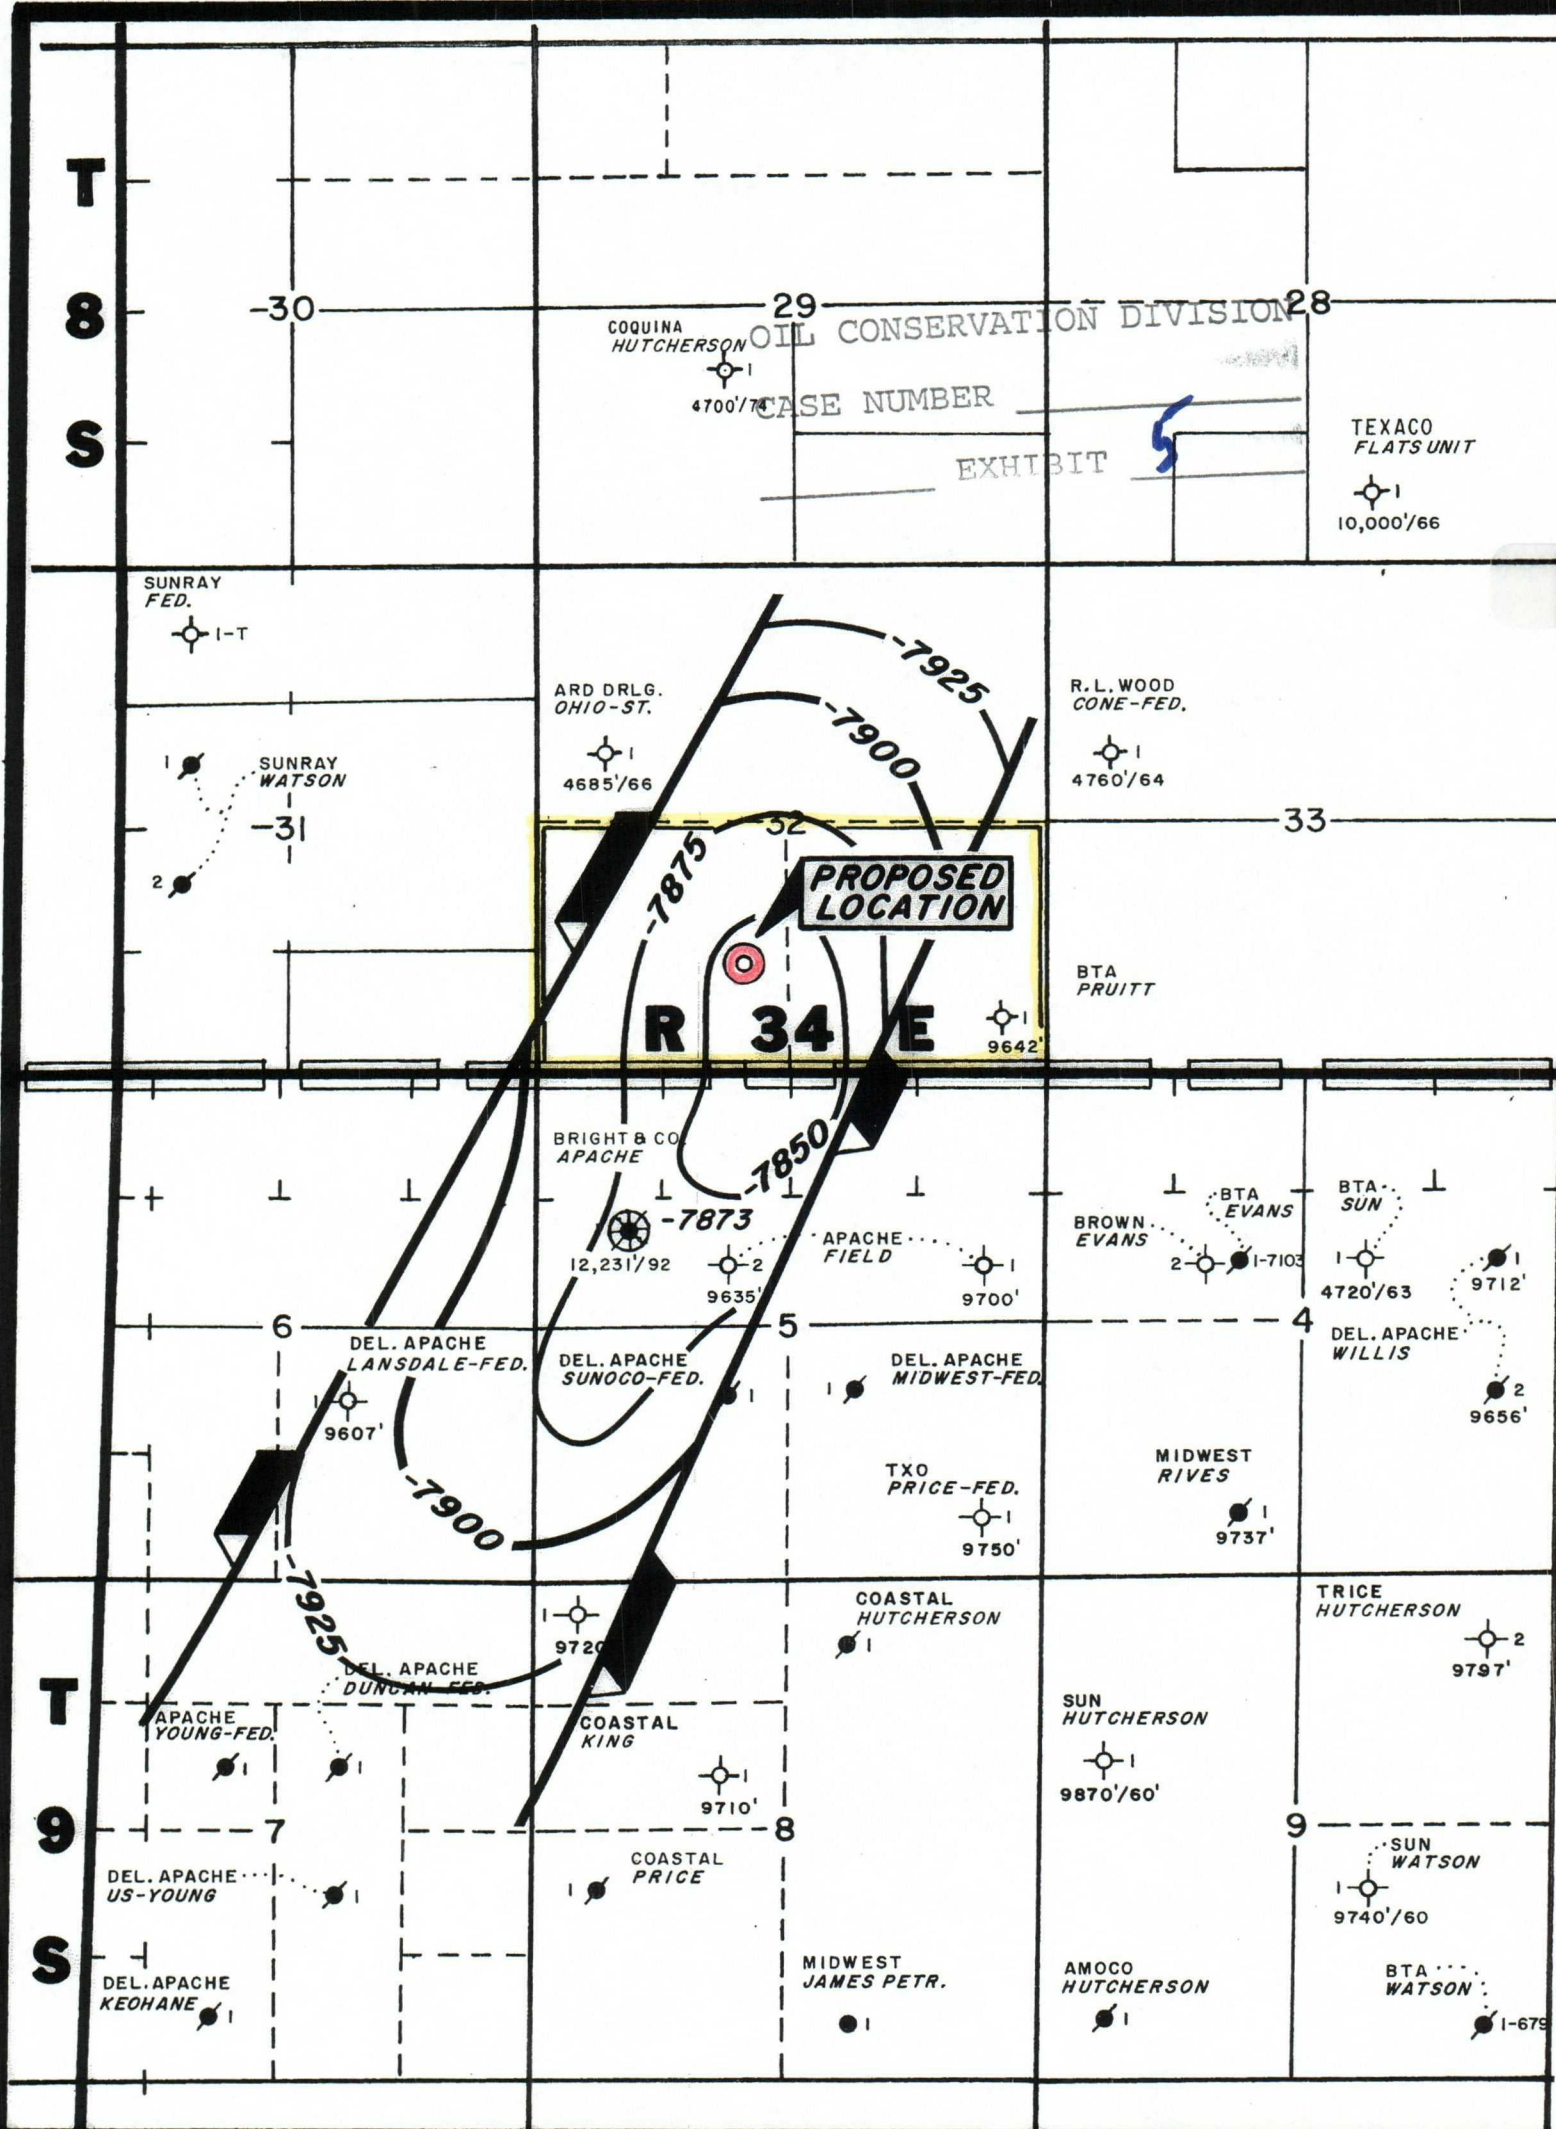 T
8
S
-30
29
28
COQUINA
HUTCHERSON
1
4700'/74
OIL CONSERVATION DIVISION
CASE NUMBER
EXHIBIT
5
TEXACO
FLATS UNIT
1
10,000'/66
SUNRAY
FED.
1-T
-7925
ARD DRLG.
OHIO-ST.
1
4685'/66
-7900
R.L. WOOD
CONE-FED.
1
4760'/64
1
SUNRAY
WATSON
2
-31
32
33
-7875
PROPOSED
LOCATION
BTA
PRUITT
R 34 E
1
9642'
BRIGHT & CO.
APACHE
-7850
-7873
12,231'/92
APACHE
FIELD
2
9635'
1
9700'
BROWN
EVANS
2
BTA
EVANS
1-7103
BTA
SUN
1
4720'/63
1
9712'
6
5
4
DEL. APACHE
LANSDALE-FED.
1
9607'
DEL. APACHE
SUNOCO-FED.
1
DEL. APACHE
MIDWEST-FED.
1
DEL. APACHE
WILLIS
2
9656'
-7900
TXO
PRICE-FED.
1
9750'
MIDWEST
RIVES
1
9737'
-7925
1
9720
COASTAL
HUTCHERSON
1
TRICE
HUTCHERSON
2
9797'
DEL. APACHE
DUNCAN-FED.
1
T
9
S
APACHE
YOUNG-FED.
1
COASTAL
KING
1
9710'
SUN
HUTCHERSON
1
9870'/60'
7
8
9
DEL. APACHE
US-YOUNG
1
COASTAL
PRICE
1
SUN
WATSON
1
9740'/60
DEL. APACHE
KEOHANE
1
MIDWEST
JAMES PETR.
1
AMOCO
HUTCHERSON
1
BTA
WATSON
1-679